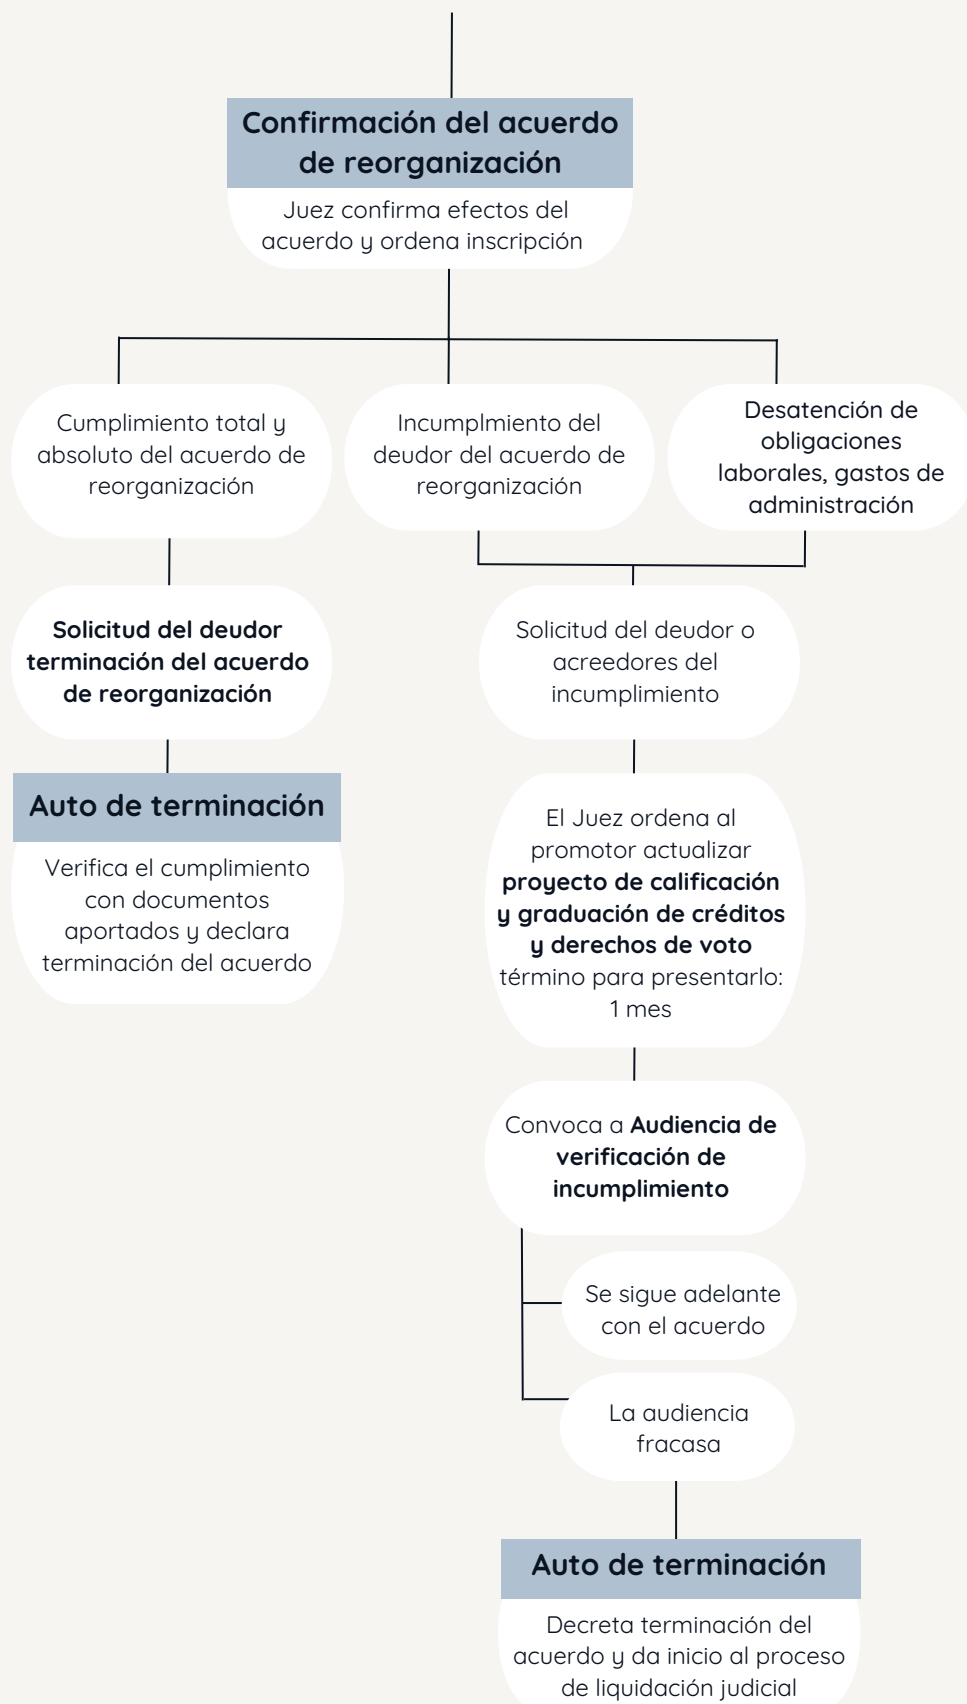 Confirmación del acuerdo
de reorganización
Juez confirma efectos del
acuerdo y ordena inscripción
Cumplimiento total y
absoluto del acuerdo de
reorganización
Incumplmiento del
deudor del acuerdo de
reorganización
Desatención de
obligaciones
laborales, gastos de
administración
Solicitud del deudor
terminación del acuerdo
de reorganización
Solicitud del deudor o
acreedores del
incumplimiento
Auto de terminación
Verifica el cumplimiento
con documentos
aportados y declara
terminación del acuerdo
El Juez ordena al
promotor actualizar
proyecto de calificación
y graduación de créditos
y derechos de voto
término para presentarlo:
1 mes
Convoca a Audiencia de
verificación de
incumplimiento
Se sigue adelante
con el acuerdo
La audiencia
fracasa
Auto de terminación
Decreta terminación del
acuerdo y da inicio al proceso
de liquidación judicial